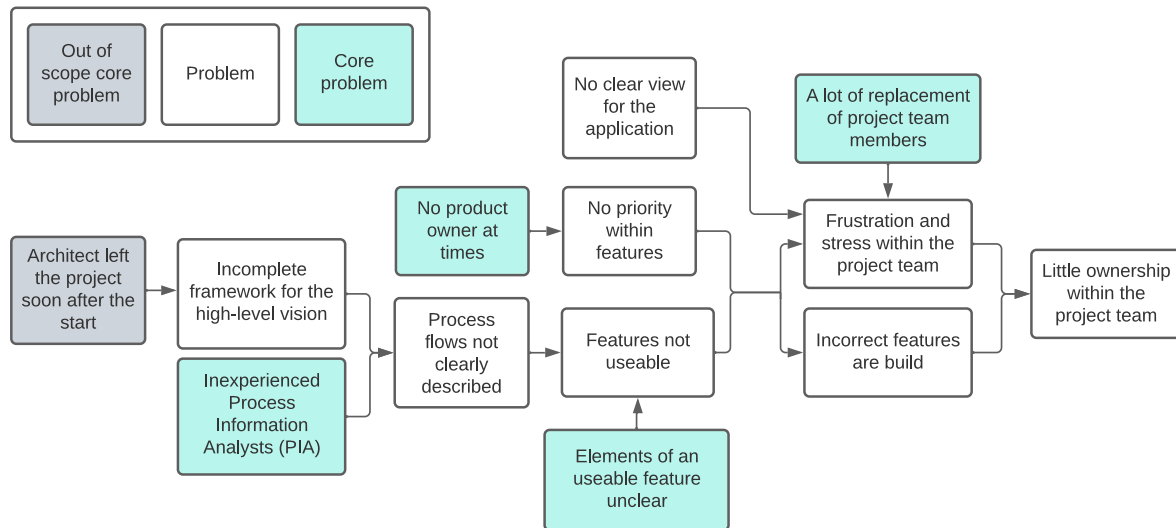 Out of
scope core
problem
Problem
Core
problem
No clear view
for the
application
A lot of replacement
of project team
members
No product
owner at
times
No priority
within
features
Frustration and
stress within the
project team
Architect left
the project
soon after the
start
Incomplete
framework for the
high-level vision
Little ownership
within the
project team
Process
flows not
clearly
described
Features not
useable
Incorrect features
are build
Inexperienced
Process
Information
Analysts (PIA)
Elements of an
useable feature
unclear